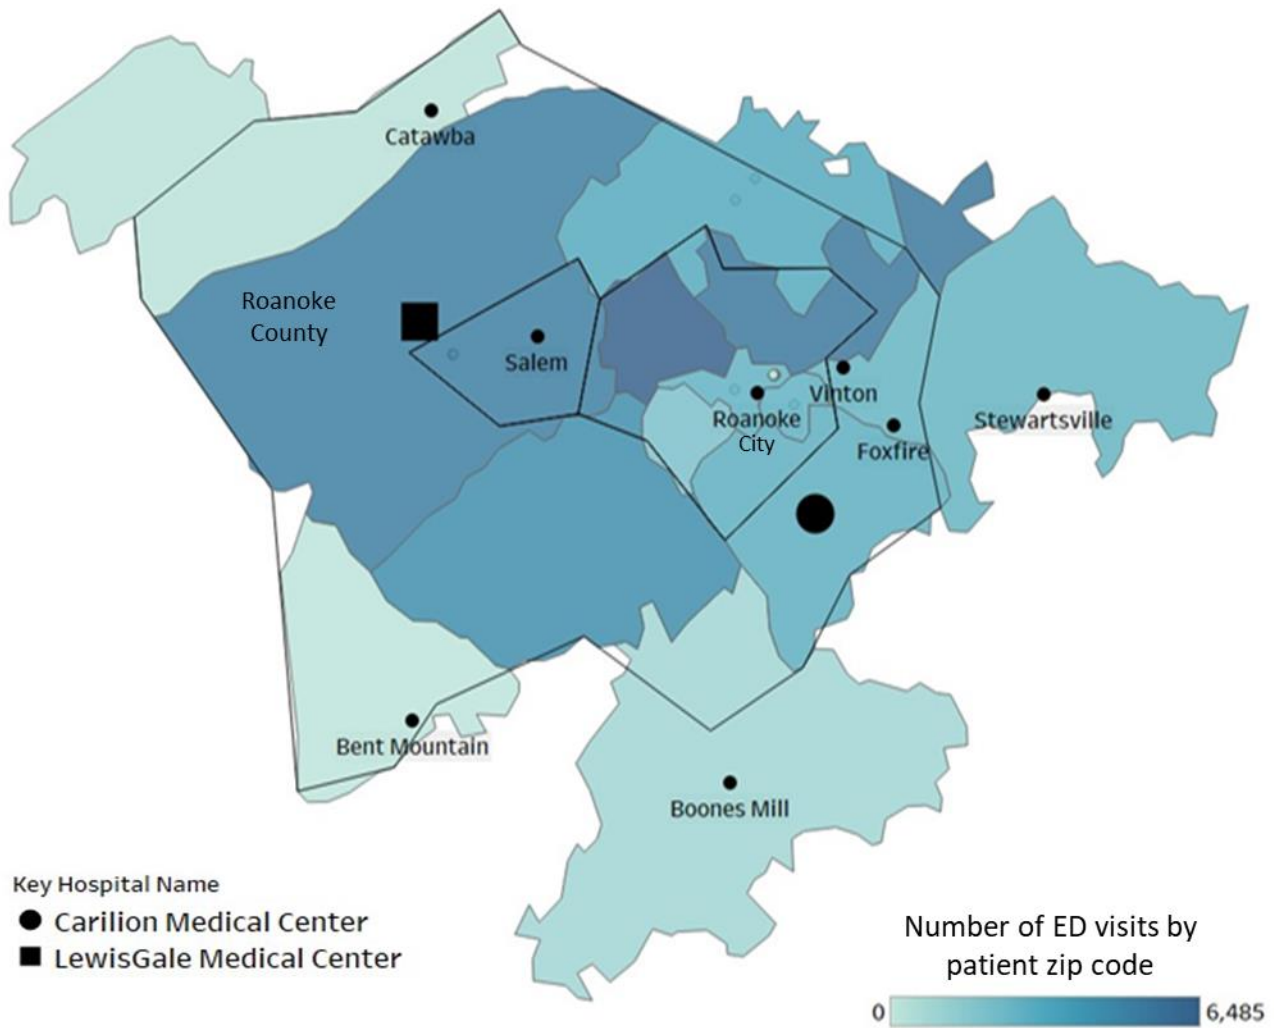 Catawba
Roanoke
County
Salem
Vinton
Roanoke
City
Stewartsville
Foxfire
Bent Mountain
Boones Mill
Key Hospital Name
Carilion Medical Center
LewisGale Medical Center
Number of ED visits by
patient zip code
0
6,485